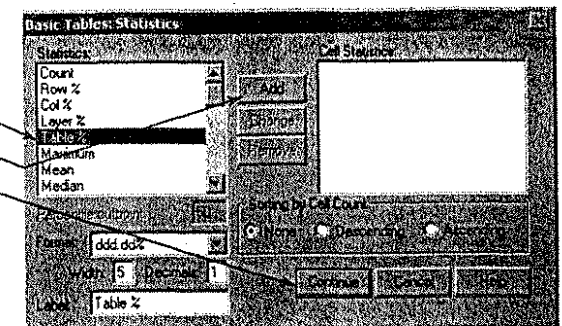 Basic Tables: Statistics
Statistics:
Cell Statistics:
Count
Row %
Col %
Layer %
Table %
Maximum
Mean
Median
Add
Change
Remove
Sorting by Cell Count
None
Descending
Ascending
Format: ddd.dd%
Width: 5 Decimals: 1
Label: Table %
Continue
Cancel
Help